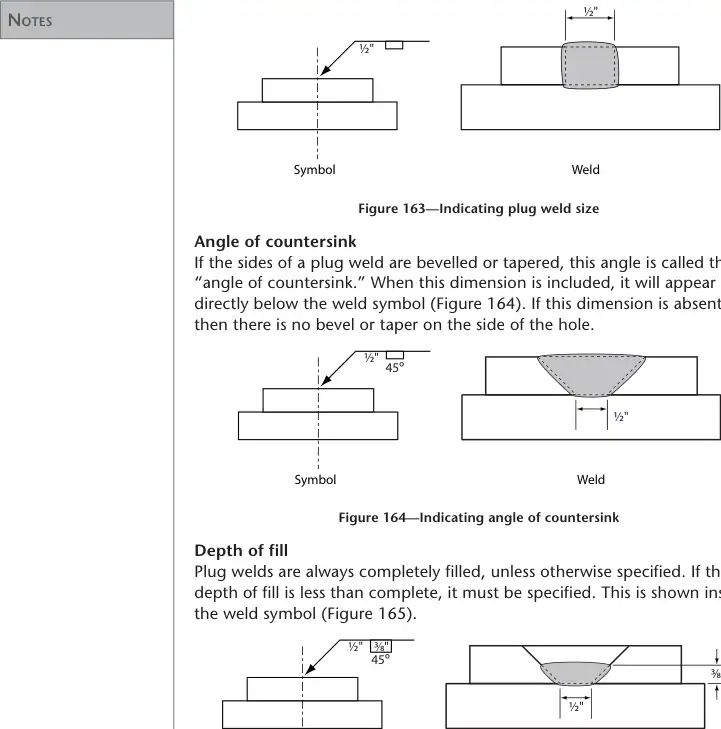 NOTES
½"
½"
Symbol
Weld
Figure 163—Indicating plug weld size
Angle of countersink
If the sides of a plug weld are bevelled or tapered, this angle is called
“angle of countersink.” When this dimension is included, it will appear
directly below the weld symbol (Figure 164). If this dimension is absent
then there is no bevel or taper on the side of the hole.
½"
45°
½"
Symbol
Weld
Figure 164—Indicating angle of countersink
Depth of fill
Plug welds are always completely filled, unless otherwise specified. If
depth of fill is less than complete, it must be specified. This is shown
the weld symbol (Figure 165).
½" ⅜"
45°
⅜
½"